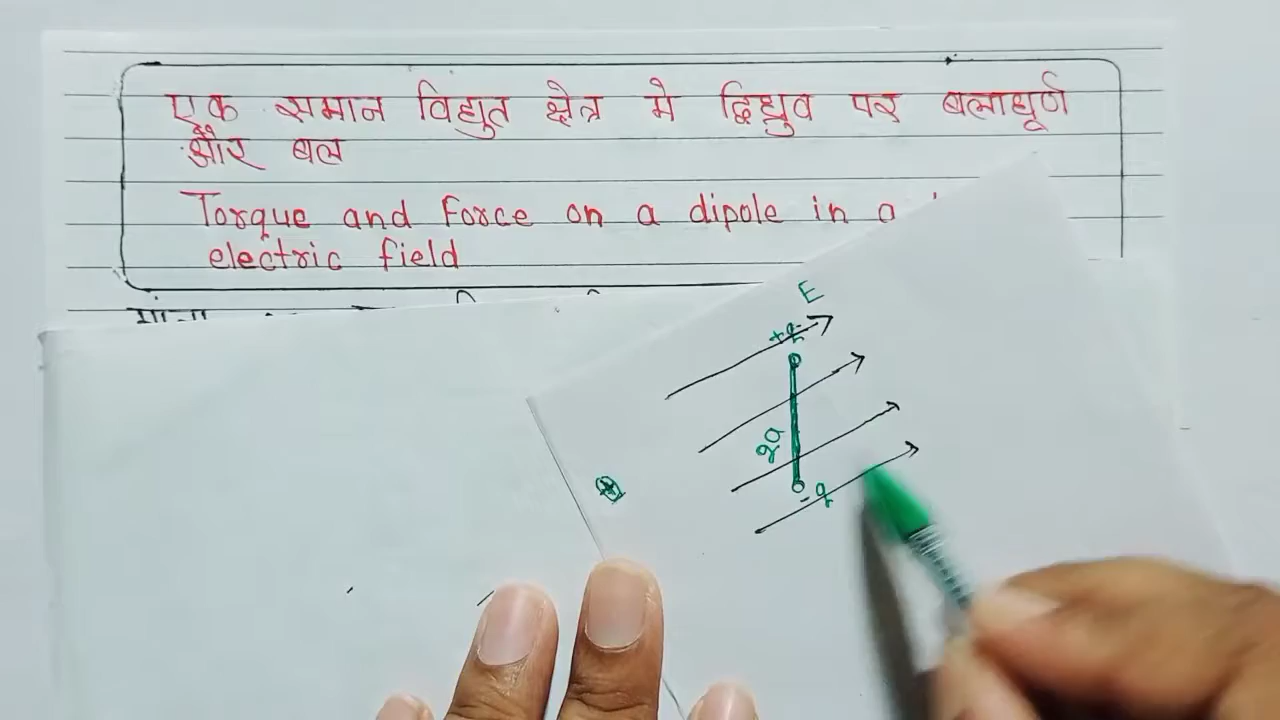 एक समान विद्युत क्षेत्र मे द्विध्रुव पर बलाघूर्ण
और बल
Torque and Force on a dipole in a
electric field
E
+q
2a
-q